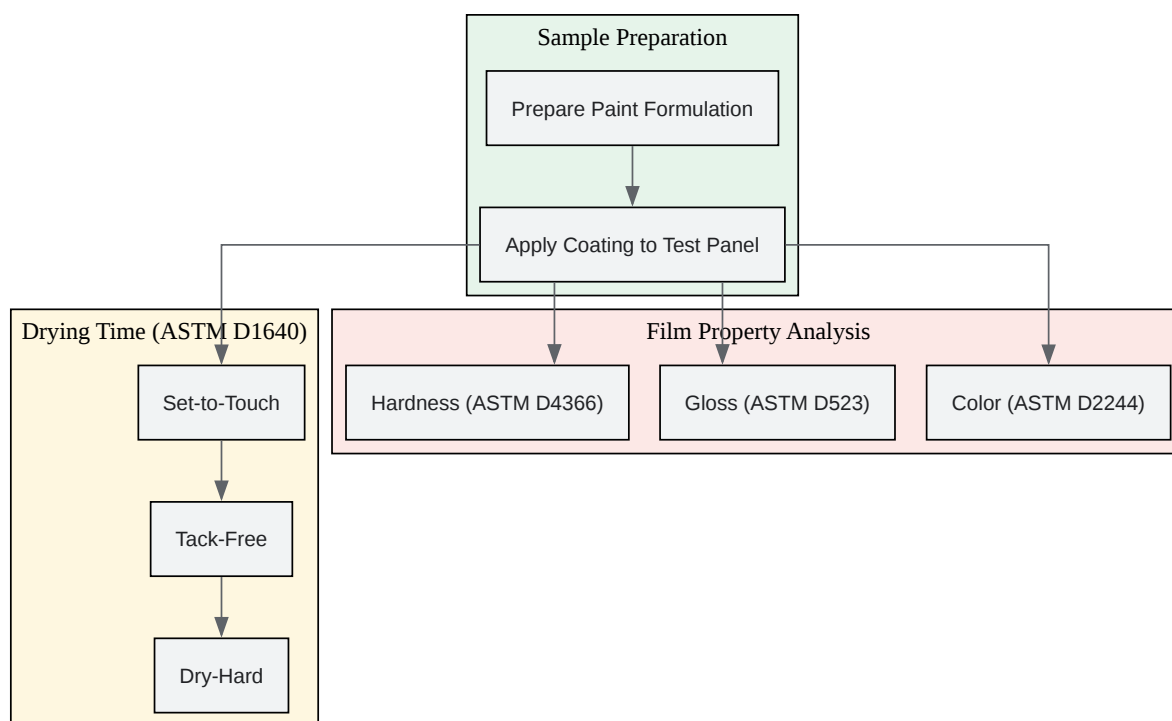 Sample Preparation
Prepare Paint Formulation
Apply Coating to Test Panel
Drying Time (ASTM D1640)
Set-to-Touch
Tack-Free
Dry-Hard
Film Property Analysis
Hardness (ASTM D4366)
Gloss (ASTM D523)
Color (ASTM D2244)